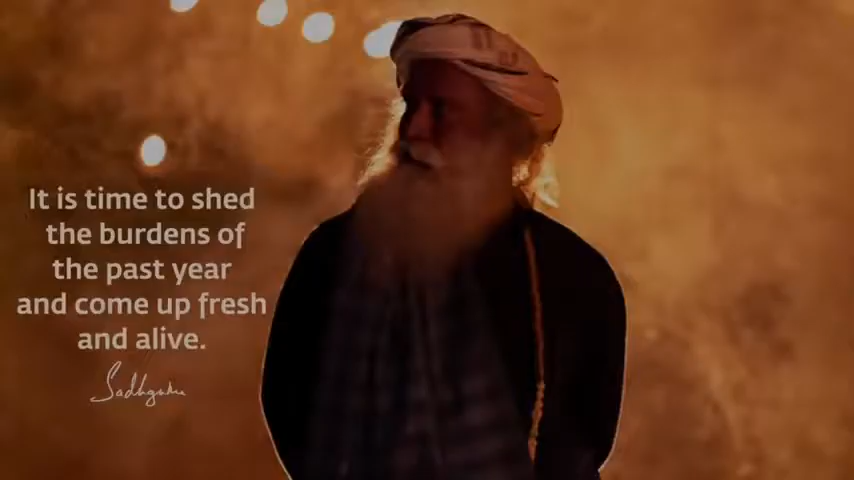 It is time to shed
the burdens of
the past year
and come up fresh
and alive.
Sadhguru